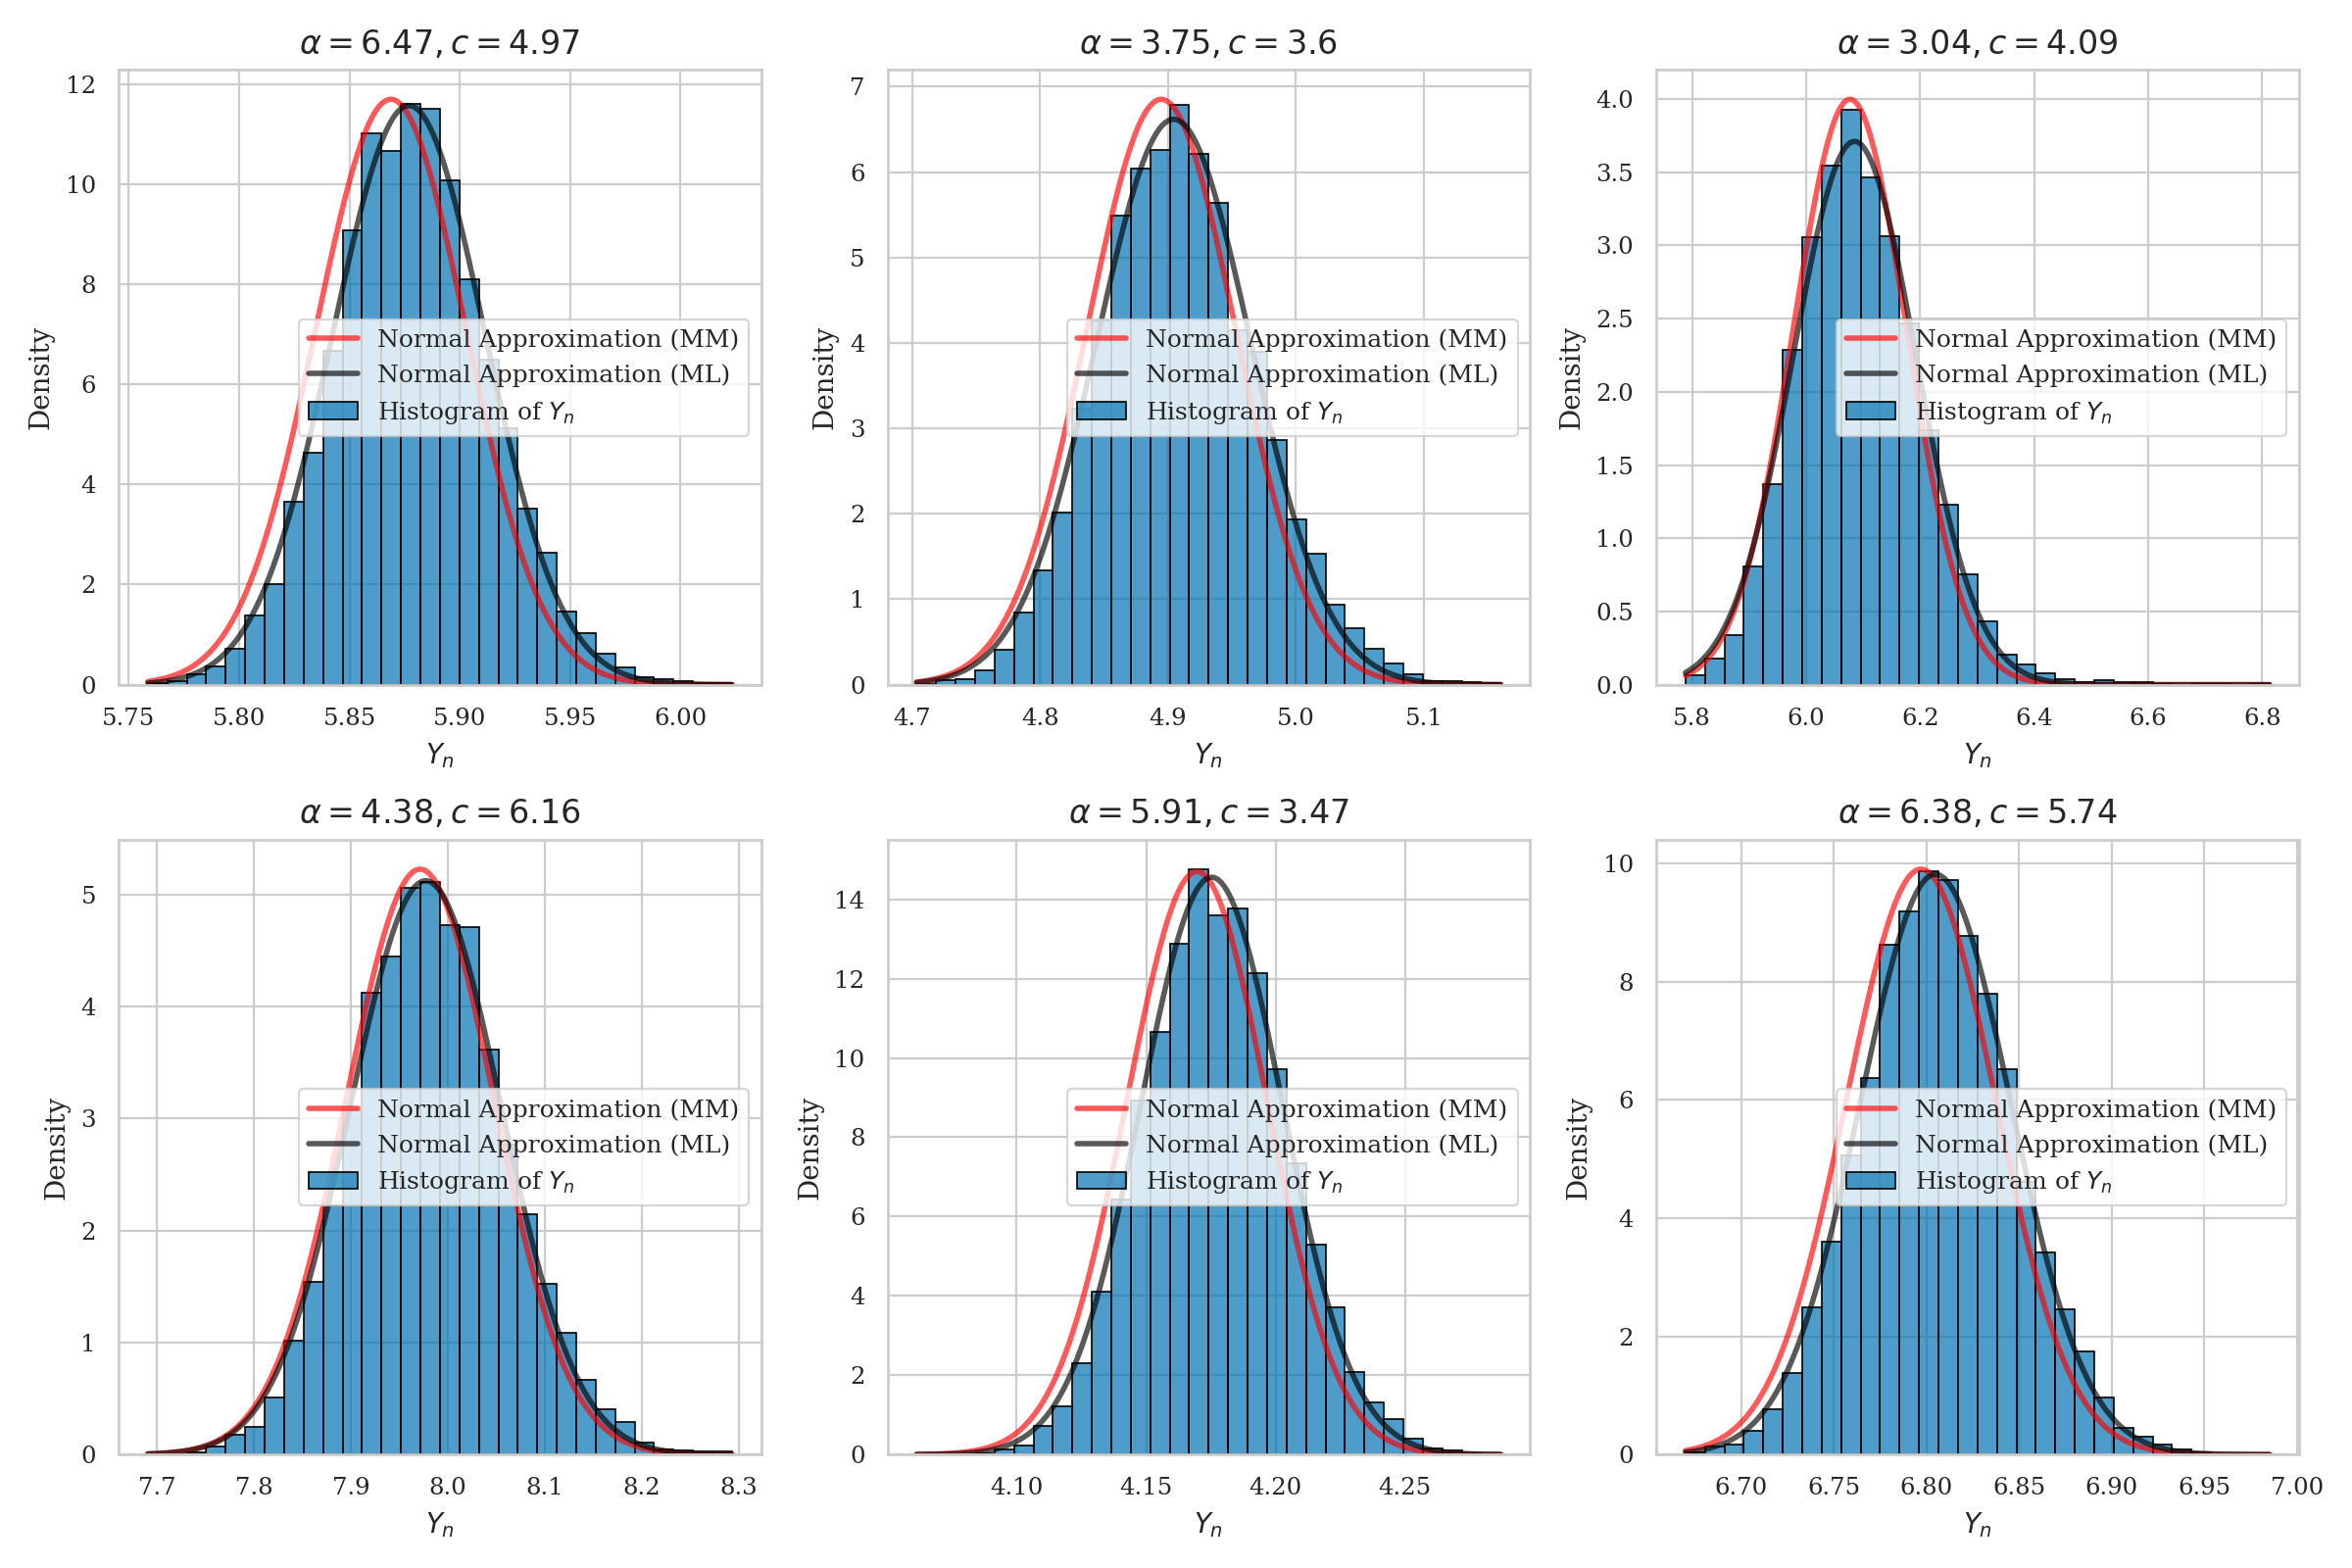 α = 6.47, c = 4.97
12
10
8
6
4
2
0
Density
Normal Approximation (MM)
Normal Approximation (ML)
Histogram of Yn
5.75 5.80 5.85 5.90 5.95 6.00
Yn
α = 3.75, c = 3.6
7
6
5
4
3
2
1
0
Density
Normal Approximation (MM)
Normal Approximation (ML)
Histogram of Yn
4.7 4.8 4.9 5.0 5.1
Yn
α = 3.04, c = 4.09
4.0
3.5
3.0
2.5
2.0
1.5
1.0
0.5
0.0
Density
Normal Approximation (MM)
Normal Approximation (ML)
Histogram of Yn
5.8 6.0 6.2 6.4 6.6 6.8
Yn
α = 4.38, c = 6.16
5
4
3
2
1
0
Density
Normal Approximation (MM)
Normal Approximation (ML)
Histogram of Yn
7.7 7.8 7.9 8.0 8.1 8.2 8.3
Yn
α = 5.91, c = 3.47
14
12
10
8
6
4
2
0
Density
Normal Approximation (MM)
Normal Approximation (ML)
Histogram of Yn
4.10 4.15 4.20 4.25
Yn
α = 6.38, c = 5.74
10
8
6
4
2
0
Density
Normal Approximation (MM)
Normal Approximation (ML)
Histogram of Yn
6.70 6.75 6.80 6.85 6.90 6.95 7.00
Yn